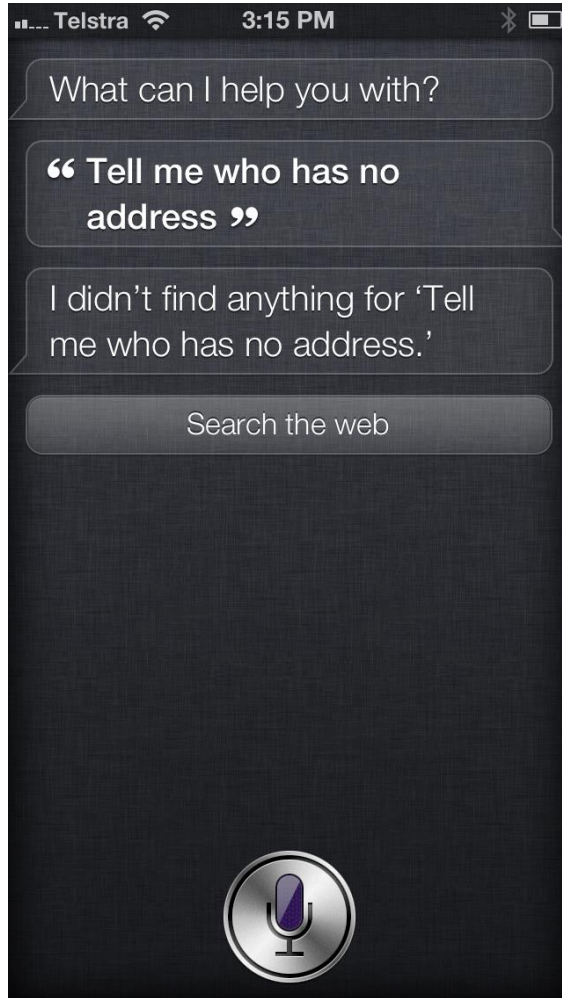 Telstra 3:15 PM
What can I help you with?
“ Tell me who has no
address ”
I didn’t find anything for ‘Tell
me who has no address.’
Search the web